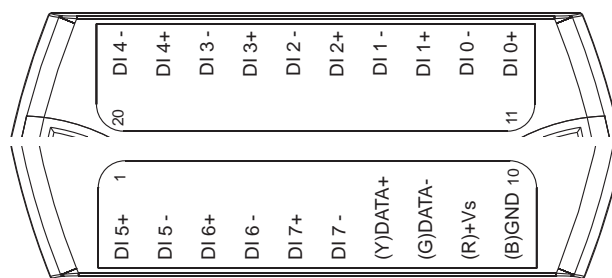 DI 4 -
DI 4+
DI 3 -
DI 3+
DI 2 -
DI 2+
DI 1 -
DI 1+
DI 0 -
DI 0+
20
11
1
10
DI 5+
DI 5 -
DI 6+
DI 6 -
DI 7+
DI 7 -
(Y)DATA+
(G)DATA-
(R)+Vs
(B)GND